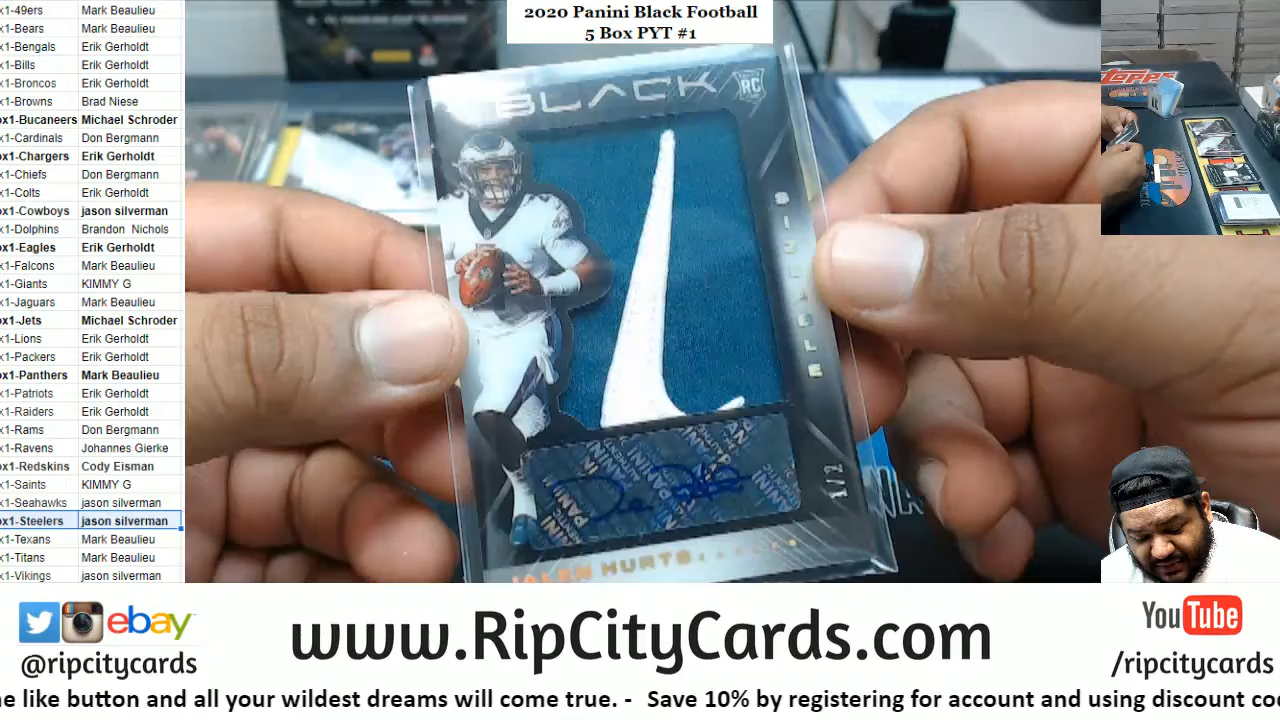 2020 Panini Black Football
5 Box PYT #1
x1-49ers Mark Beaulieu
x1-Bears Mark Beaulieu
x1-Bengals Erik Gerholdt
x1-Bills Erik Gerholdt
x1-Broncos Erik Gerholdt
x1-Browns Brad Niese
ox1-Bucaneers Michael Schroder
x1-Cardinals Don Bergmann
ox1-Chargers Erik Gerholdt
x1-Chiefs Don Bergmann
x1-Colts Erik Gerholdt
ox1-Cowboys jason silverman
x1-Dolphins Brandon Nichols
ox1-Eagles Erik Gerholdt
x1-Falcons Mark Beaulieu
x1-Giants KIMMY G
x1-Jaguars Mark Beaulieu
ox1-Jets Michael Schroder
x1-Lions Erik Gerholdt
x1-Packers Erik Gerholdt
ox1-Panthers Mark Beaulieu
x1-Patriots Erik Gerholdt
x1-Raiders Erik Gerholdt
x1-Rams Don Bergmann
x1-Ravens Johannes Gierke
ox1-Redskins Cody Eisman
x1-Saints KIMMY G
x1-Seahawks jason silverman
ox1-Steelers jason silverman
x1-Texans Mark Beaulieu
x1-Titans Mark Beaulieu
x1-Vikings jason silverman
BLACK
RC
SIZEABLE
PANINI
1/2
JALEN HURTS
Topps
ebay
@ripcitycards
www.RipCityCards.com
YouTube
/ripcitycards
he like button and all your wildest dreams will come true. - Save 10% by registering for account and using discount co